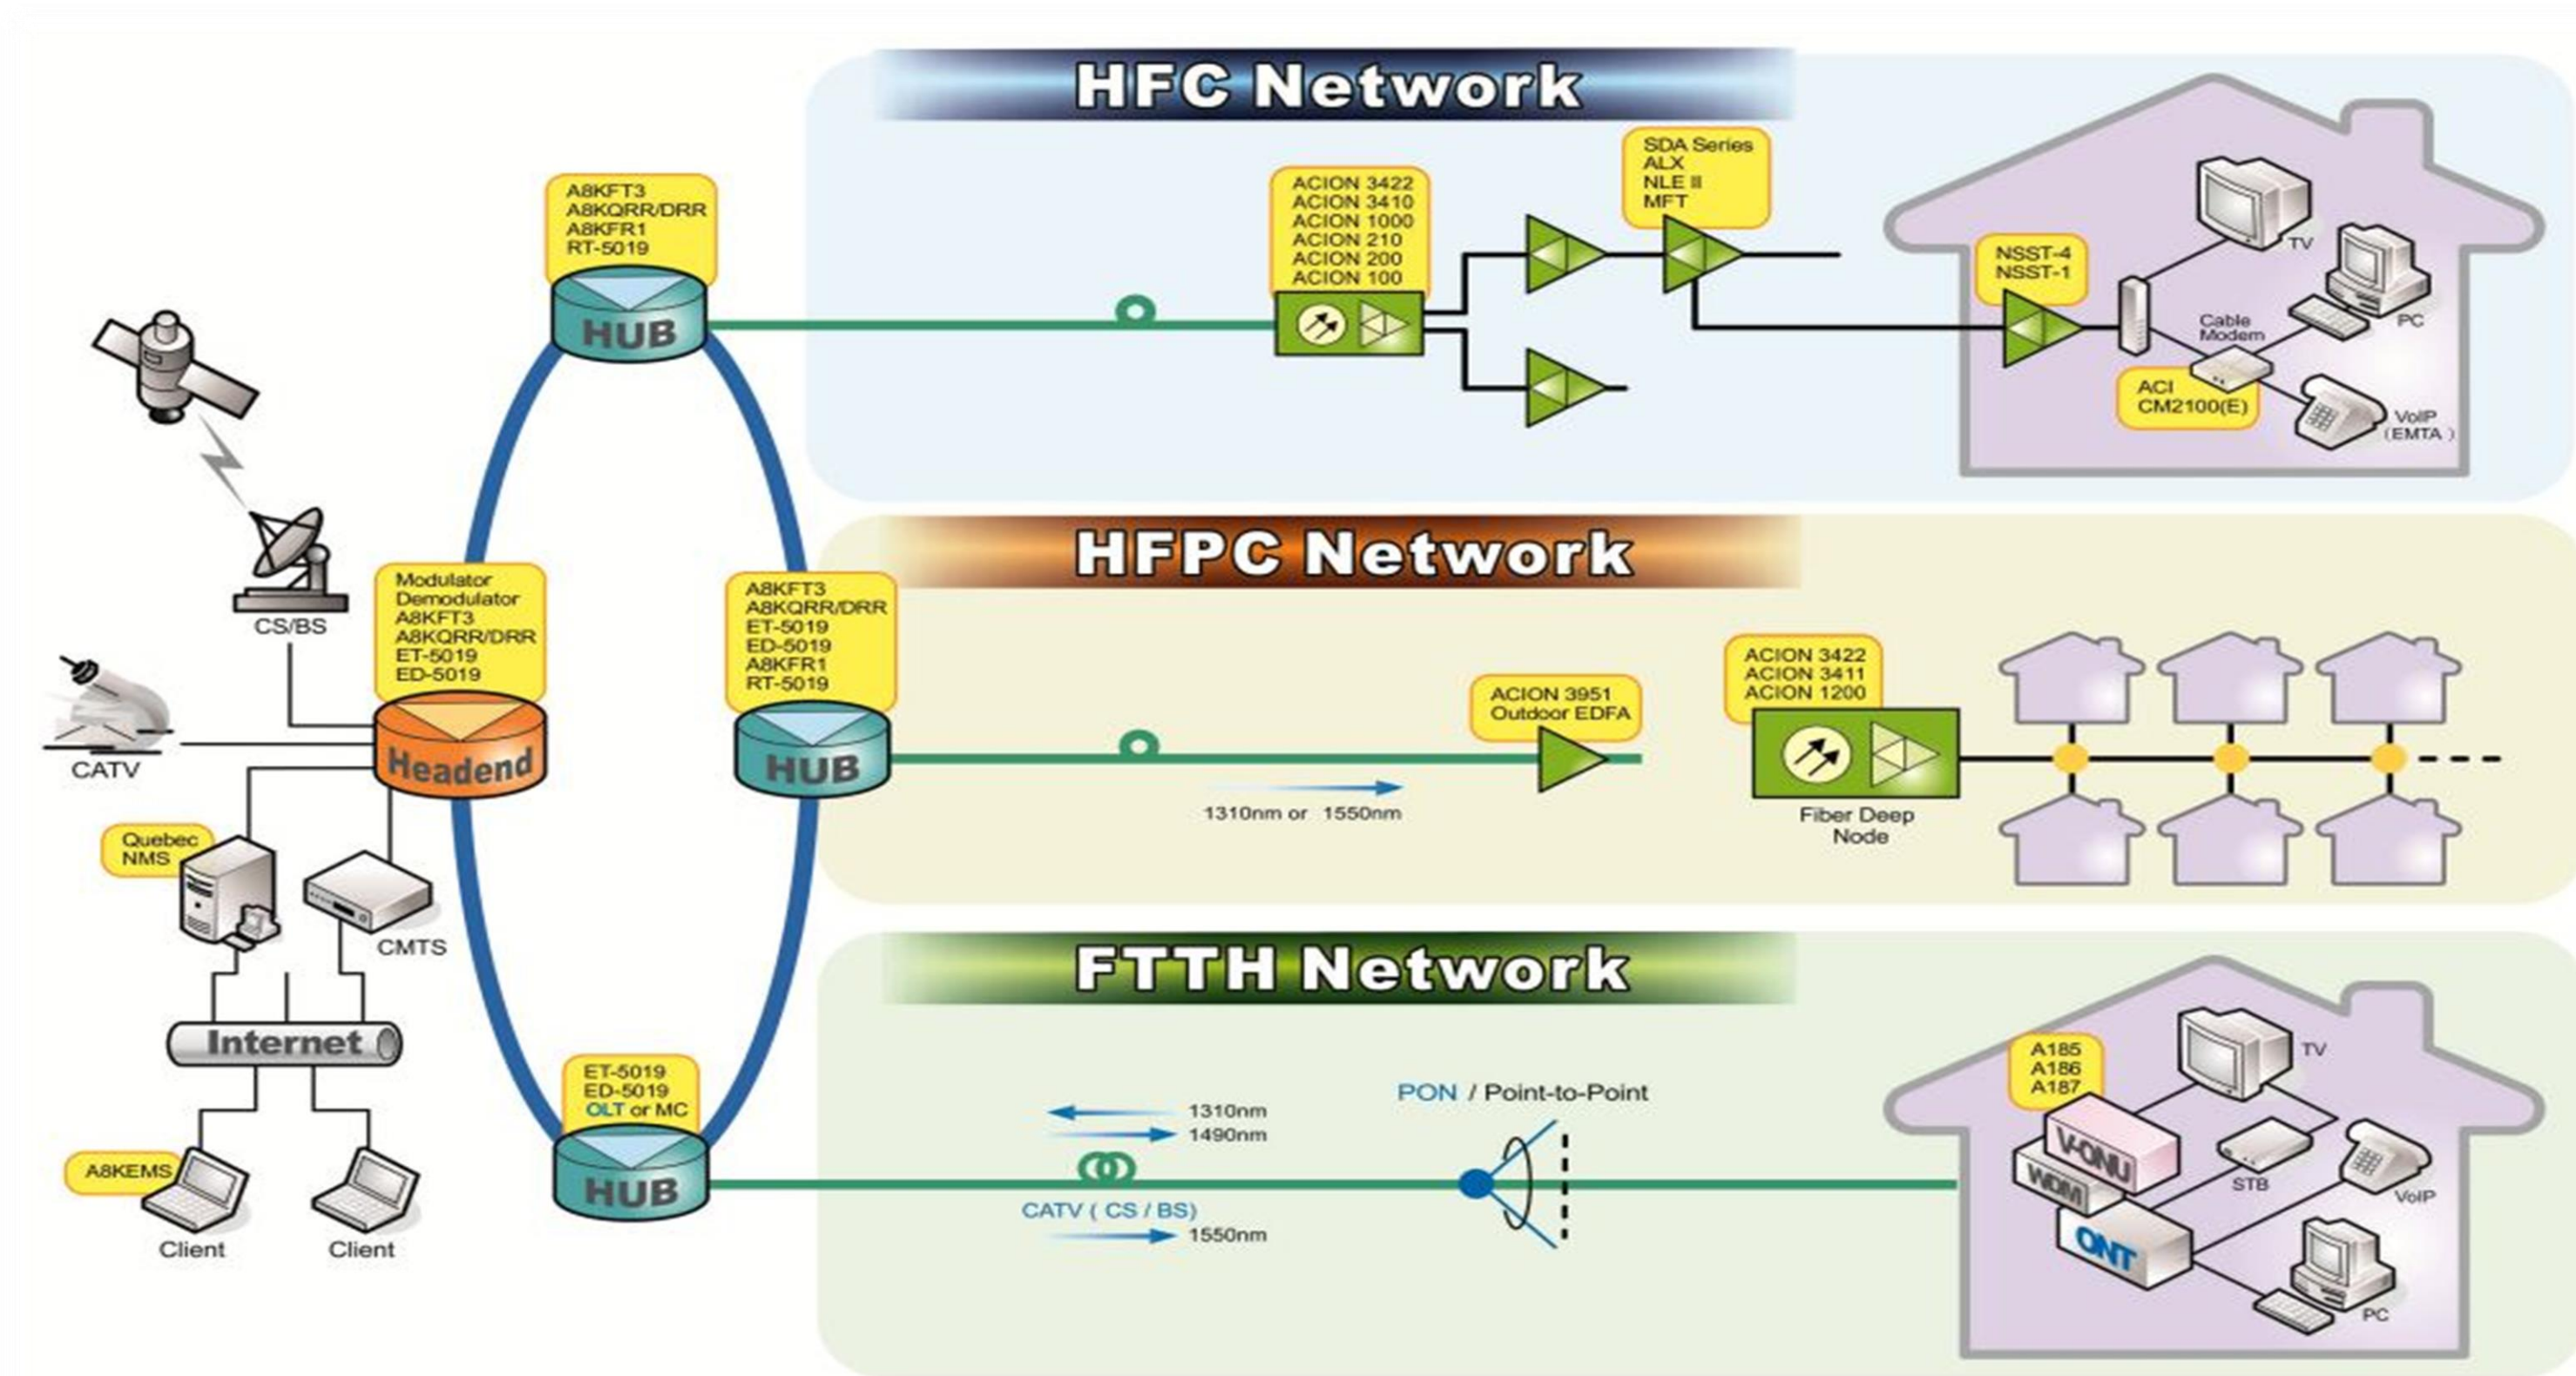 HFC Network
A8KFT3
A8KQRR/DRR
A8KFR1
RT-5019
HUB
ACION 3422
ACION 3410
ACION 1000
ACION 210
ACION 200
ACION 100
SDA Series
ALX
NLE II
MFT
NSST-4
NSST-1
TV
PC
Cable
Modem
ACI
CM2100(E)
VoIP
(EMTA )
HFPC Network
CS/BS
CATV
Modulator
Demodulator
A8KFT3
A8KQRR/DRR
ET-5019
ED-5019
Headend
A8KFT3
A8KQRR/DRR
ET-5019
ED-5019
A8KFR1
RT-5019
HUB
1310nm or 1550nm
ACION 3951
Outdoor EDFA
ACION 3422
ACION 3411
ACION 1200
Fiber Deep
Node
Quebec
NMS
CMTS
Internet
A8KEMS
Client
Client
FTTH Network
ET-5019
ED-5019
OLT or MC
HUB
1310nm
1490nm
CATV ( CS / BS)
1550nm
PON / Point-to-Point
A185
A186
A187
V-ONU
WDM
ONT
TV
STB
VoIP
PC